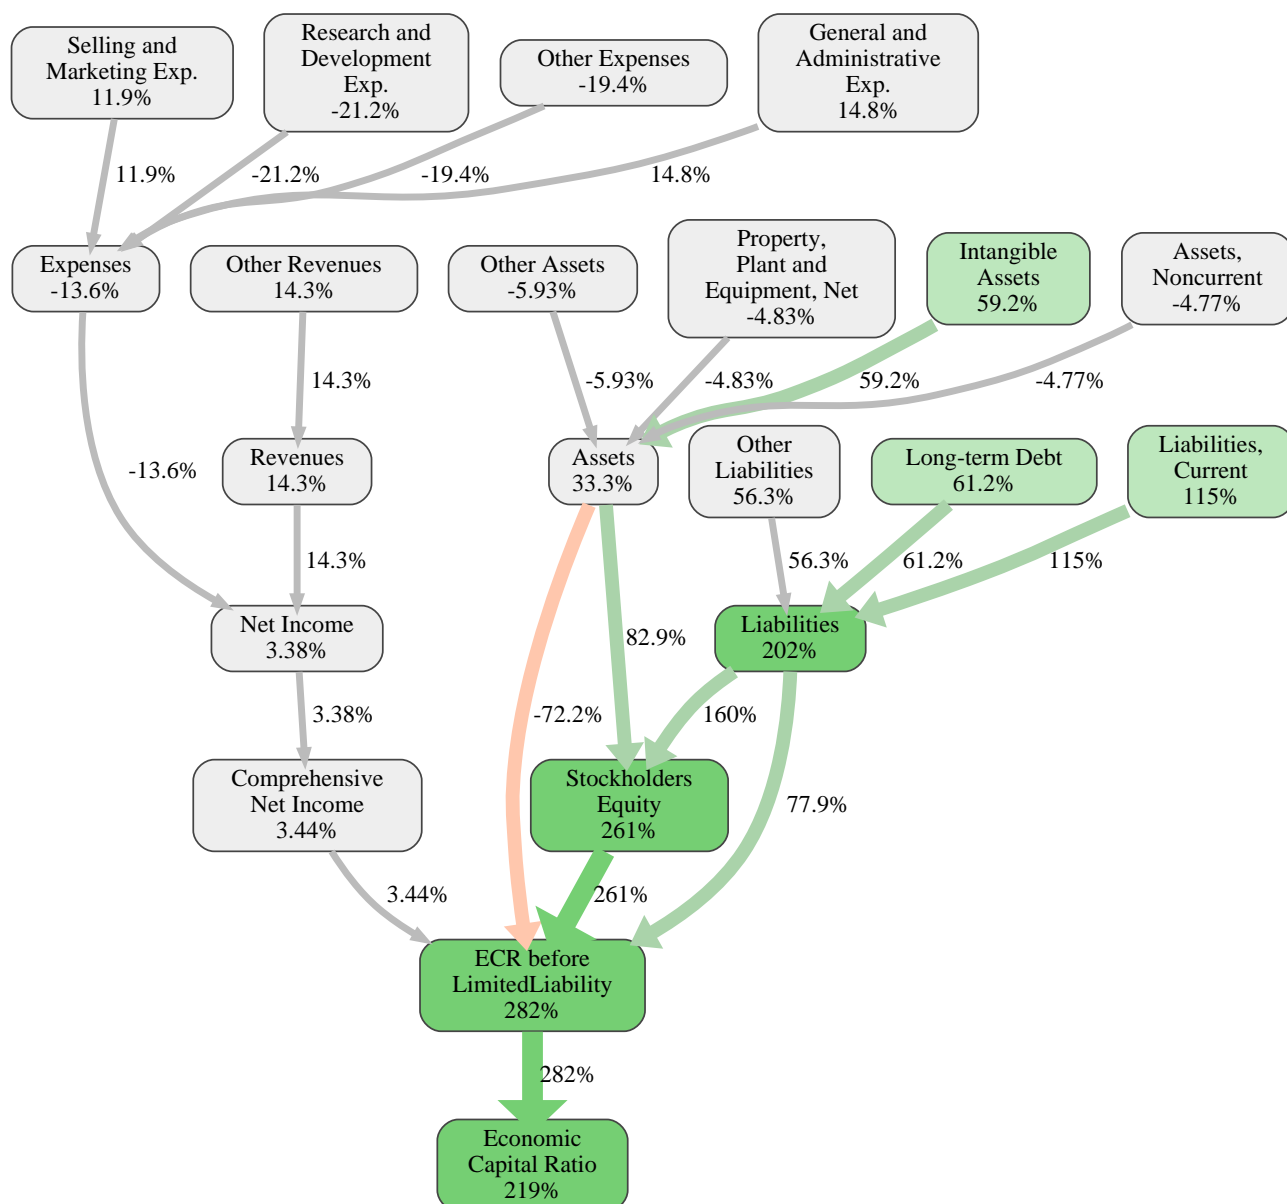 Selling and
Marketing Exp.
11.9%
Research and
Development
Exp.
-21.2%
Other Expenses
-19.4%
General and
Administrative
Exp.
14.8%
11.9%
-21.2%
-19.4%
14.8%
Expenses
-13.6%
Other Revenues
14.3%
Other Assets
-5.93%
Property,
Plant and
Equipment, Net
-4.83%
Intangible
Assets
59.2%
Assets,
Noncurrent
-4.77%
14.3%
-5.93%
-4.83%
59.2%
-4.77%
-13.6%
Revenues
14.3%
Assets
33.3%
Other
Liabilities
56.3%
Long-term Debt
61.2%
Liabilities,
Current
115%
14.3%
56.3%
61.2%
115%
Net Income
3.38%
82.9%
Liabilities
202%
3.38%
-72.2%
160%
Comprehensive
Net Income
3.44%
Stockholders
Equity
261%
77.9%
3.44%
261%
ECR before
LimitedLiability
282%
282%
Economic
Capital Ratio
219%